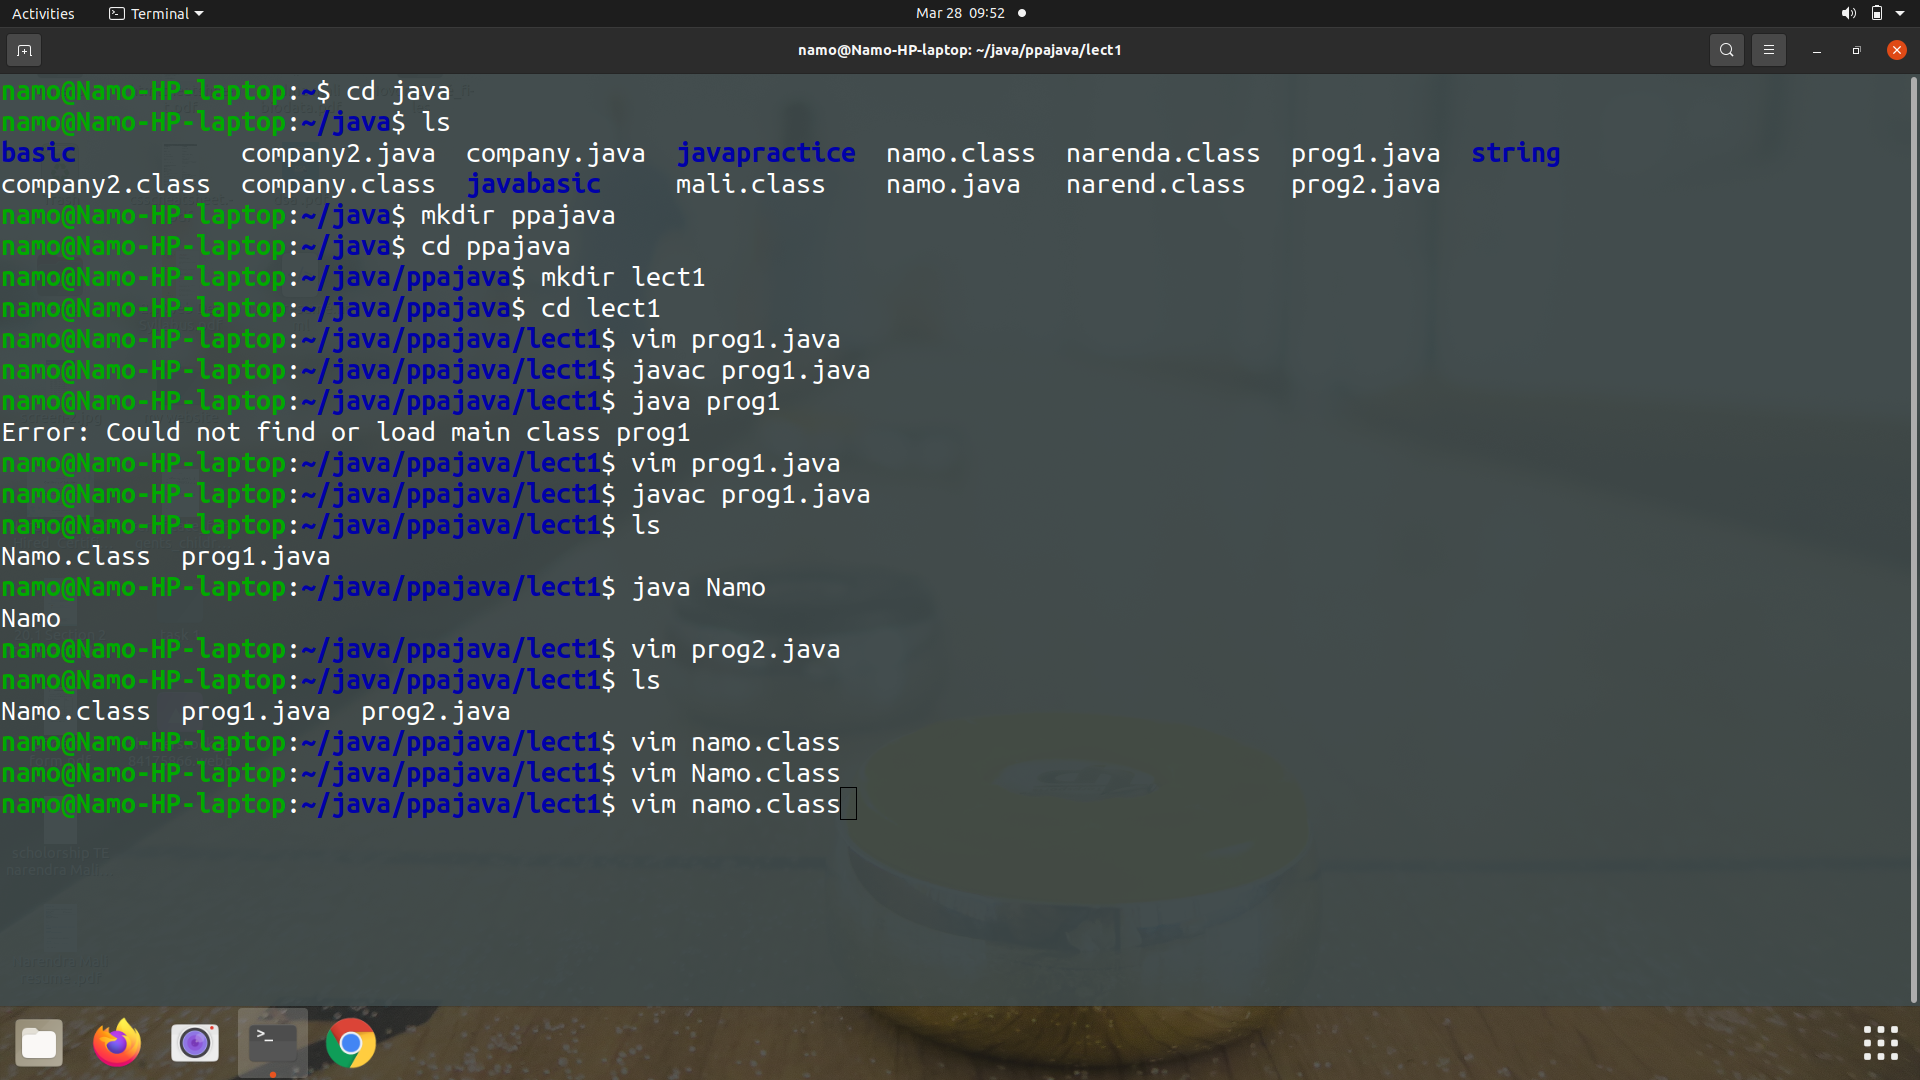 Activities Terminal Mar 28 09:52
namo@Namo-HP-laptop: ~/java/ppajava/lect1
namo@Namo-HP-laptop:~$ cd java
namo@Namo-HP-laptop:~/java$ ls
basic company2.java company.java javapractice namo.class narenda.class prog1.java string
company2.class company.class javabasic mali.class namo.java narend.class prog2.java
namo@Namo-HP-laptop:~/java$ mkdir ppajava
namo@Namo-HP-laptop:~/java$ cd ppajava
namo@Namo-HP-laptop:~/java/ppajava$ mkdir lect1
namo@Namo-HP-laptop:~/java/ppajava$ cd lect1
namo@Namo-HP-laptop:~/java/ppajava/lect1$ vim prog1.java
namo@Namo-HP-laptop:~/java/ppajava/lect1$ javac prog1.java
namo@Namo-HP-laptop:~/java/ppajava/lect1$ java prog1
Error: Could not find or load main class prog1
namo@Namo-HP-laptop:~/java/ppajava/lect1$ vim prog1.java
namo@Namo-HP-laptop:~/java/ppajava/lect1$ javac prog1.java
namo@Namo-HP-laptop:~/java/ppajava/lect1$ ls
Namo.class prog1.java
namo@Namo-HP-laptop:~/java/ppajava/lect1$ java Namo
Namo
namo@Namo-HP-laptop:~/java/ppajava/lect1$ vim prog2.java
namo@Namo-HP-laptop:~/java/ppajava/lect1$ ls
Namo.class prog1.java prog2.java
namo@Namo-HP-laptop:~/java/ppajava/lect1$ vim namo.class
namo@Namo-HP-laptop:~/java/ppajava/lect1$ vim Namo.class
namo@Namo-HP-laptop:~/java/ppajava/lect1$ vim namo.class